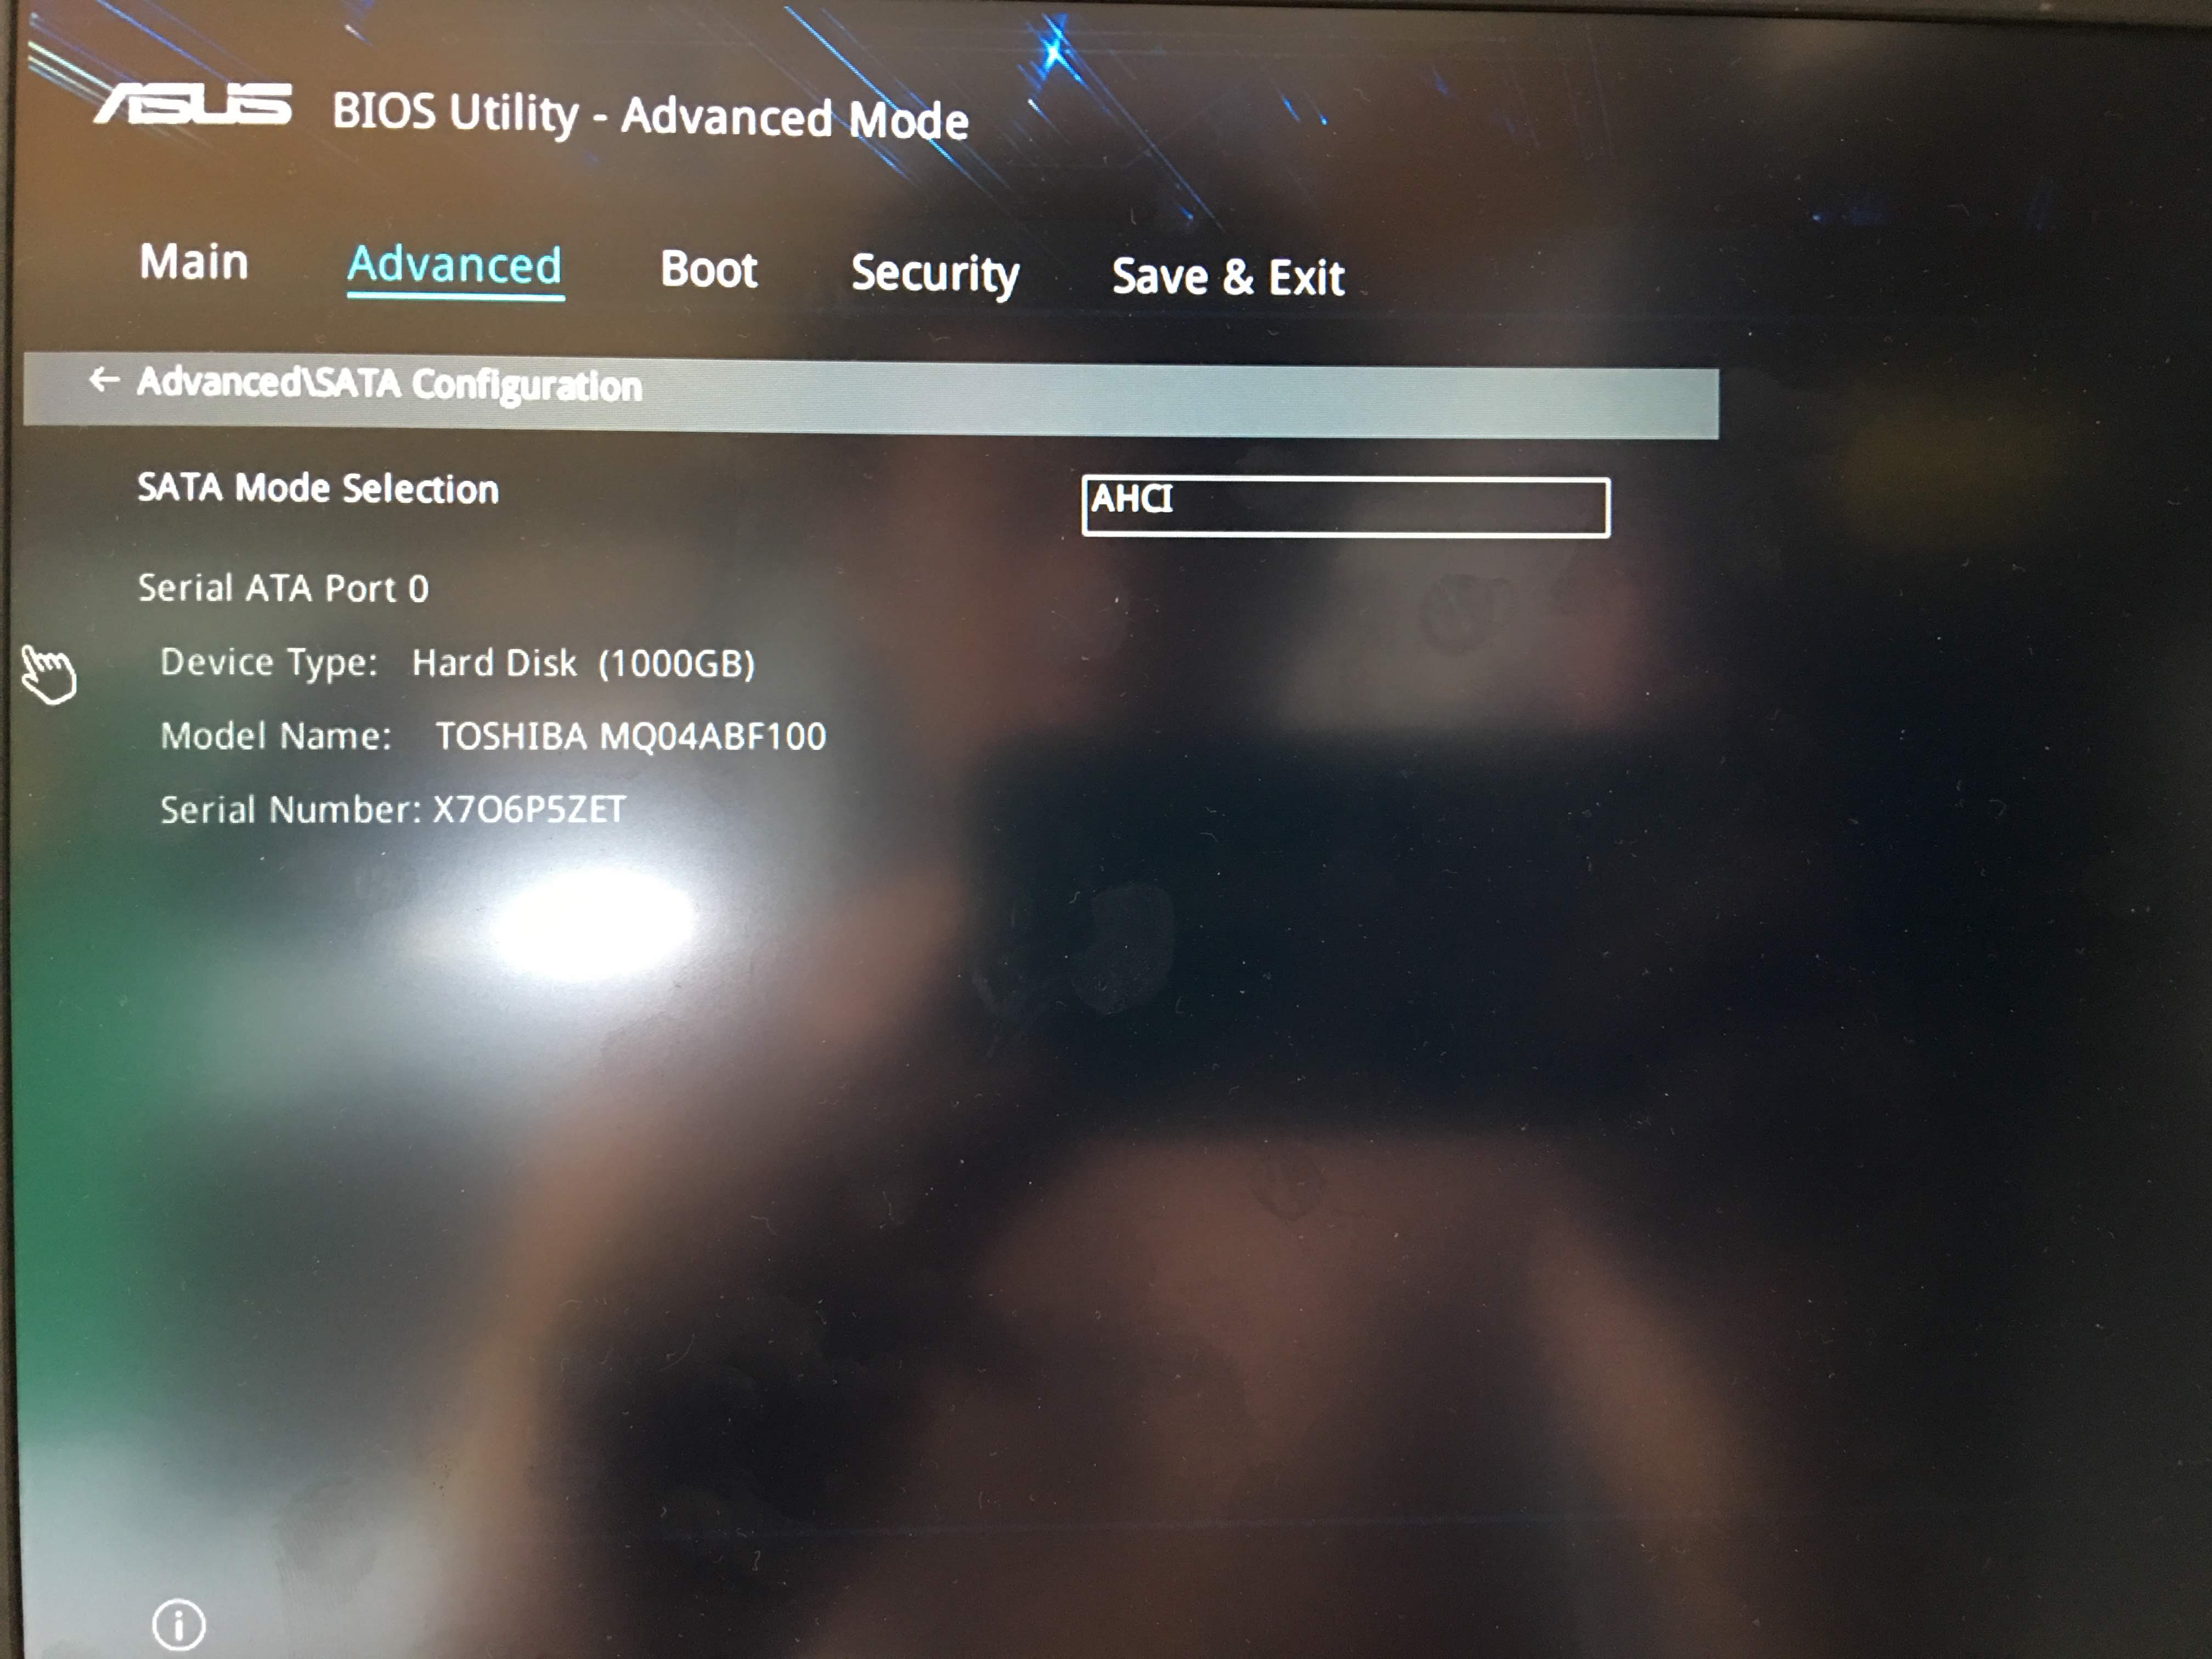 ASUS BIOS Utility - Advanced Mode
Main Advanced Boot Security Save & Exit
← Advanced\SATA Configuration
SATA Mode Selection AHCI
Serial ATA Port 0
Device Type: Hard Disk (1000GB)
Model Name: TOSHIBA MQ04ABF100
Serial Number: X7O6P5ZET
i